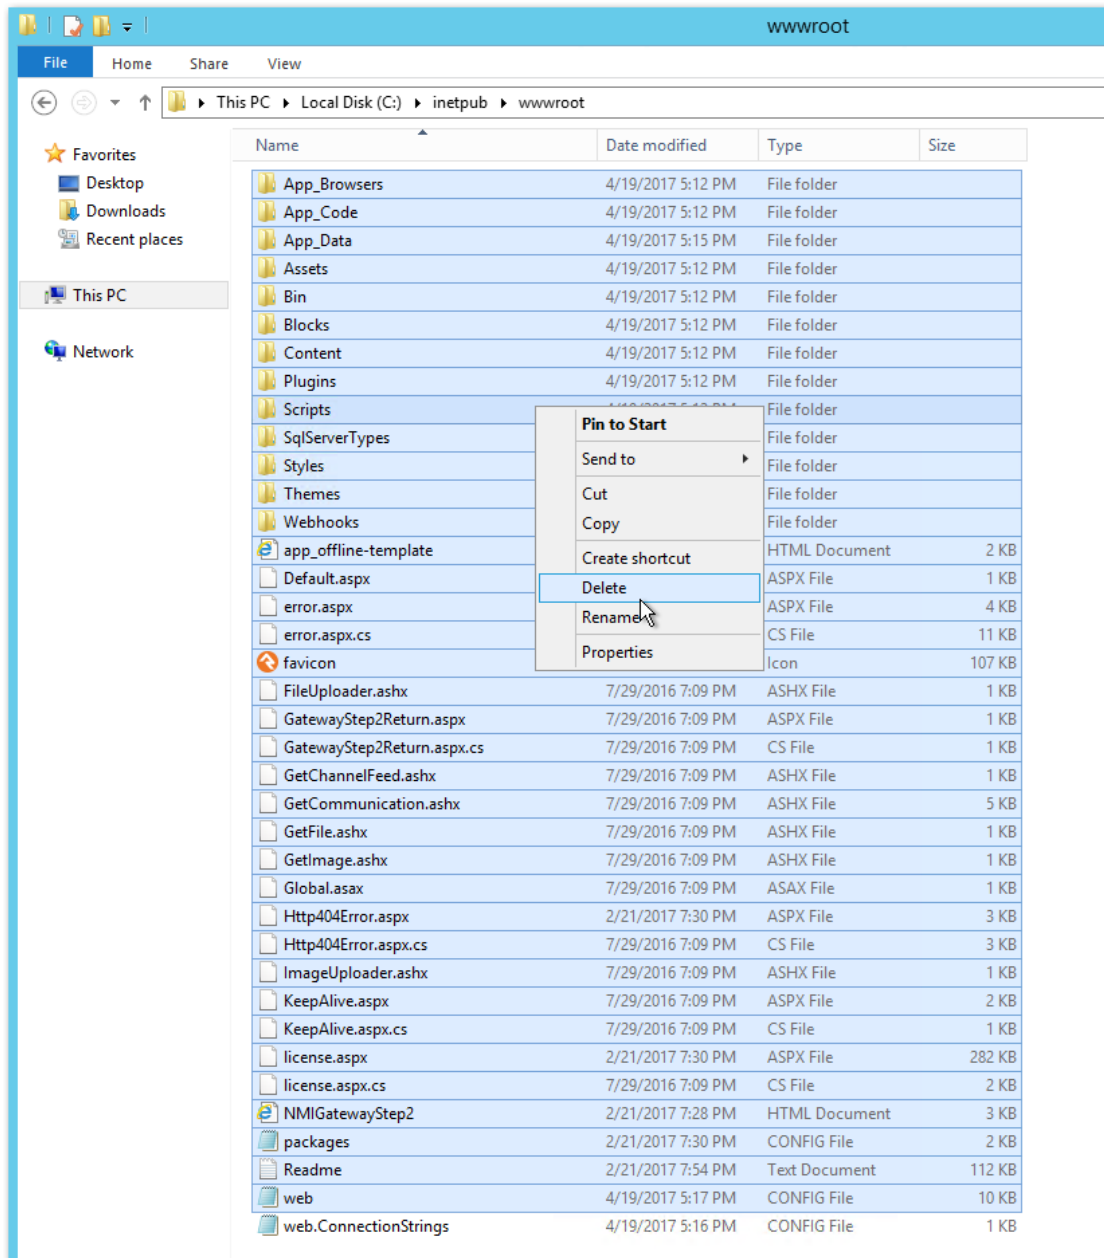 wwwroot
File Home Share View
This PC Local Disk (C:) inetpub wwwroot
Name Date modified Type Size
Favorites
Desktop
Downloads
Recent places
This PC
Network
App_Browsers 4/19/2017 5:12 PM File folder
App_Code 4/19/2017 5:12 PM File folder
App_Data 4/19/2017 5:15 PM File folder
Assets 4/19/2017 5:12 PM File folder
Bin 4/19/2017 5:12 PM File folder
Blocks 4/19/2017 5:12 PM File folder
Content 4/19/2017 5:12 PM File folder
Plugins 4/19/2017 5:12 PM File folder
Scripts File folder
SqlServerTypes File folder
Styles File folder
Themes File folder
Webhooks File folder
app_offline-template HTML Document 2 KB
Default.aspx ASPX File 1 KB
error.aspx ASPX File 4 KB
error.aspx.cs CS File 11 KB
favicon Icon 107 KB
Pin to Start
Send to
Cut
Copy
Create shortcut
Delete
Rename
Properties
FileUploader.ashx 7/29/2016 7:09 PM ASHX File 1 KB
GatewayStep2Return.aspx 7/29/2016 7:09 PM ASPX File 1 KB
GatewayStep2Return.aspx.cs 7/29/2016 7:09 PM CS File 1 KB
GetChannelFeed.ashx 7/29/2016 7:09 PM ASHX File 1 KB
GetCommunication.ashx 7/29/2016 7:09 PM ASHX File 5 KB
GetFile.ashx 7/29/2016 7:09 PM ASHX File 1 KB
GetImage.ashx 7/29/2016 7:09 PM ASHX File 1 KB
Global.asax 7/29/2016 7:09 PM ASAX File 1 KB
Http404Error.aspx 2/21/2017 7:30 PM ASPX File 3 KB
Http404Error.aspx.cs 7/29/2016 7:09 PM CS File 3 KB
ImageUploader.ashx 7/29/2016 7:09 PM ASHX File 1 KB
KeepAlive.aspx 7/29/2016 7:09 PM ASPX File 2 KB
KeepAlive.aspx.cs 7/29/2016 7:09 PM CS File 1 KB
license.aspx 2/21/2017 7:30 PM ASPX File 282 KB
license.aspx.cs 7/29/2016 7:09 PM CS File 2 KB
NMIGatewayStep2 2/21/2017 7:28 PM HTML Document 3 KB
packages 2/21/2017 7:30 PM CONFIG File 2 KB
Readme 2/21/2017 7:54 PM Text Document 112 KB
web 4/19/2017 5:17 PM CONFIG File 10 KB
web.ConnectionStrings 4/19/2017 5:16 PM CONFIG File 1 KB